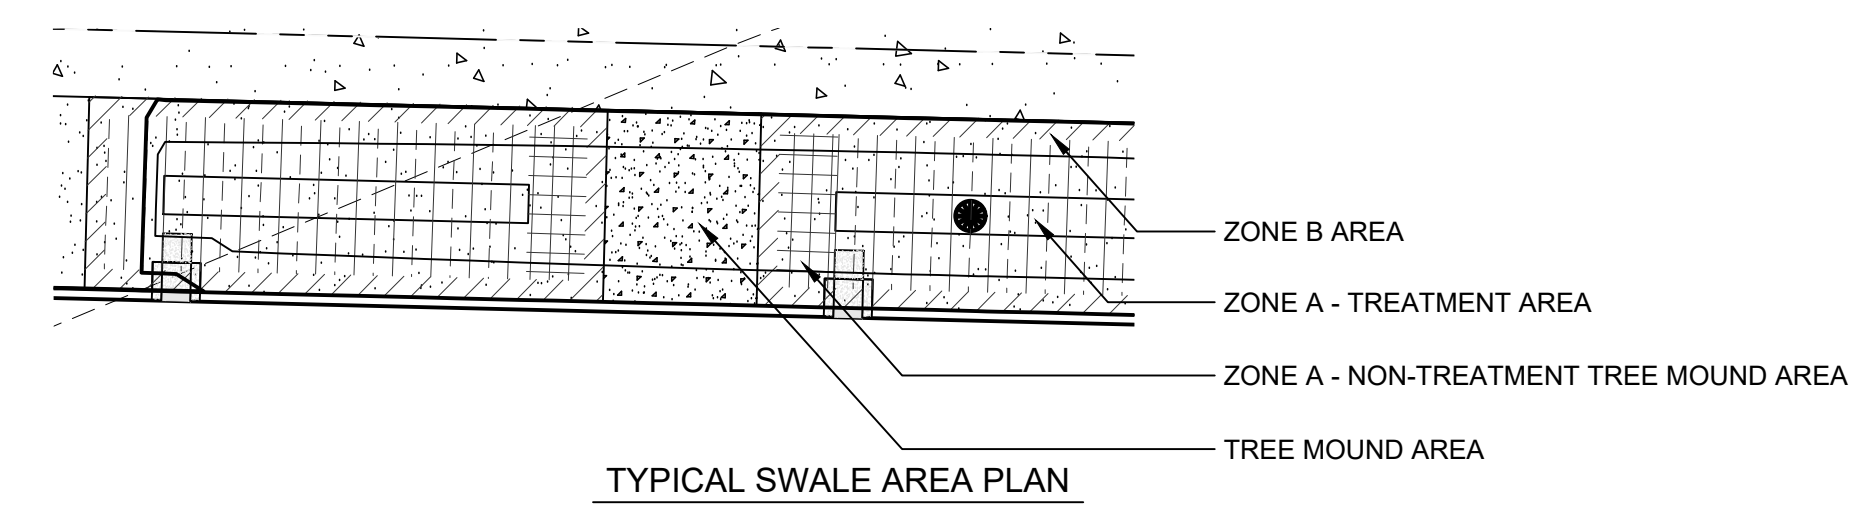 ZONE B AREA
ZONE A - TREATMENT AREA
ZONE A - NON-TREATMENT TREE MOUND AREA
TREE MOUND AREA
TYPICAL SWALE AREA PLAN